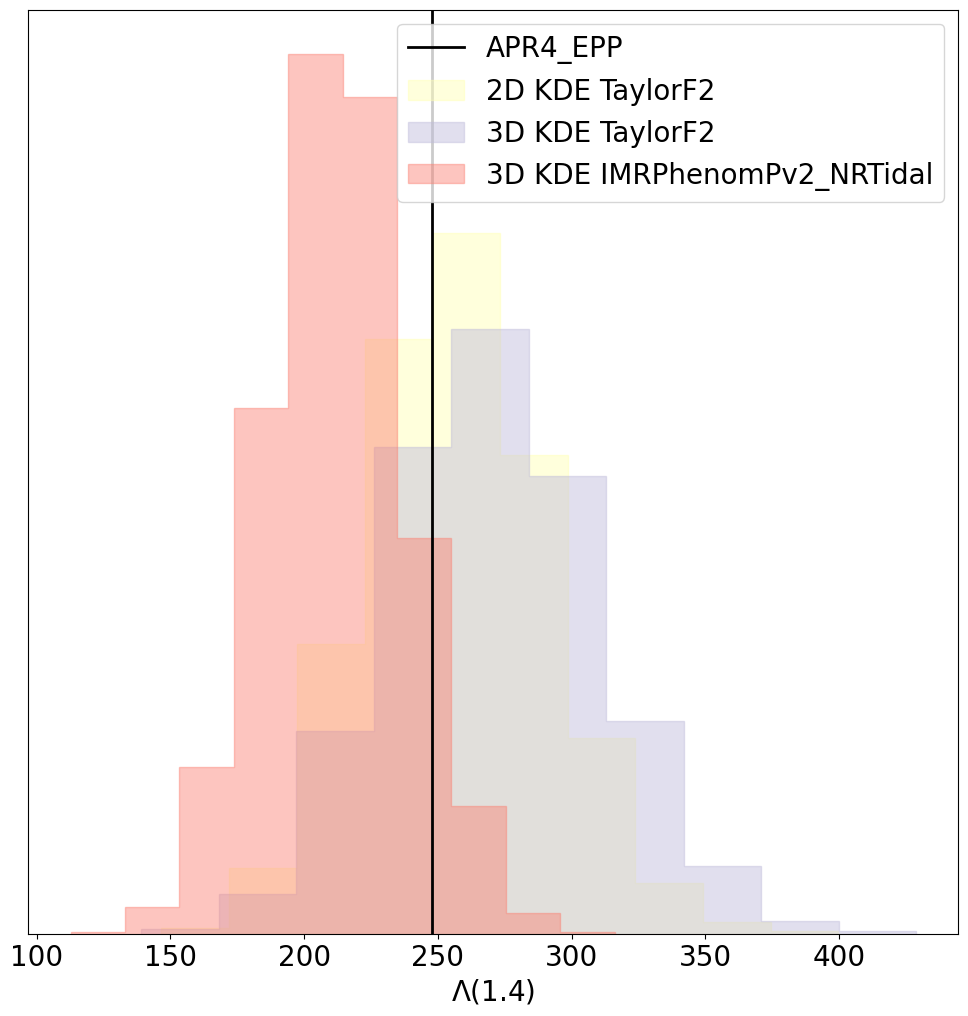 APR4_EPP
2D KDE TaylorF2
3D KDE TaylorF2
3D KDE IMRPhenomPv2_NRTidal
100 150 200 250 300 350 400
Λ(1.4)